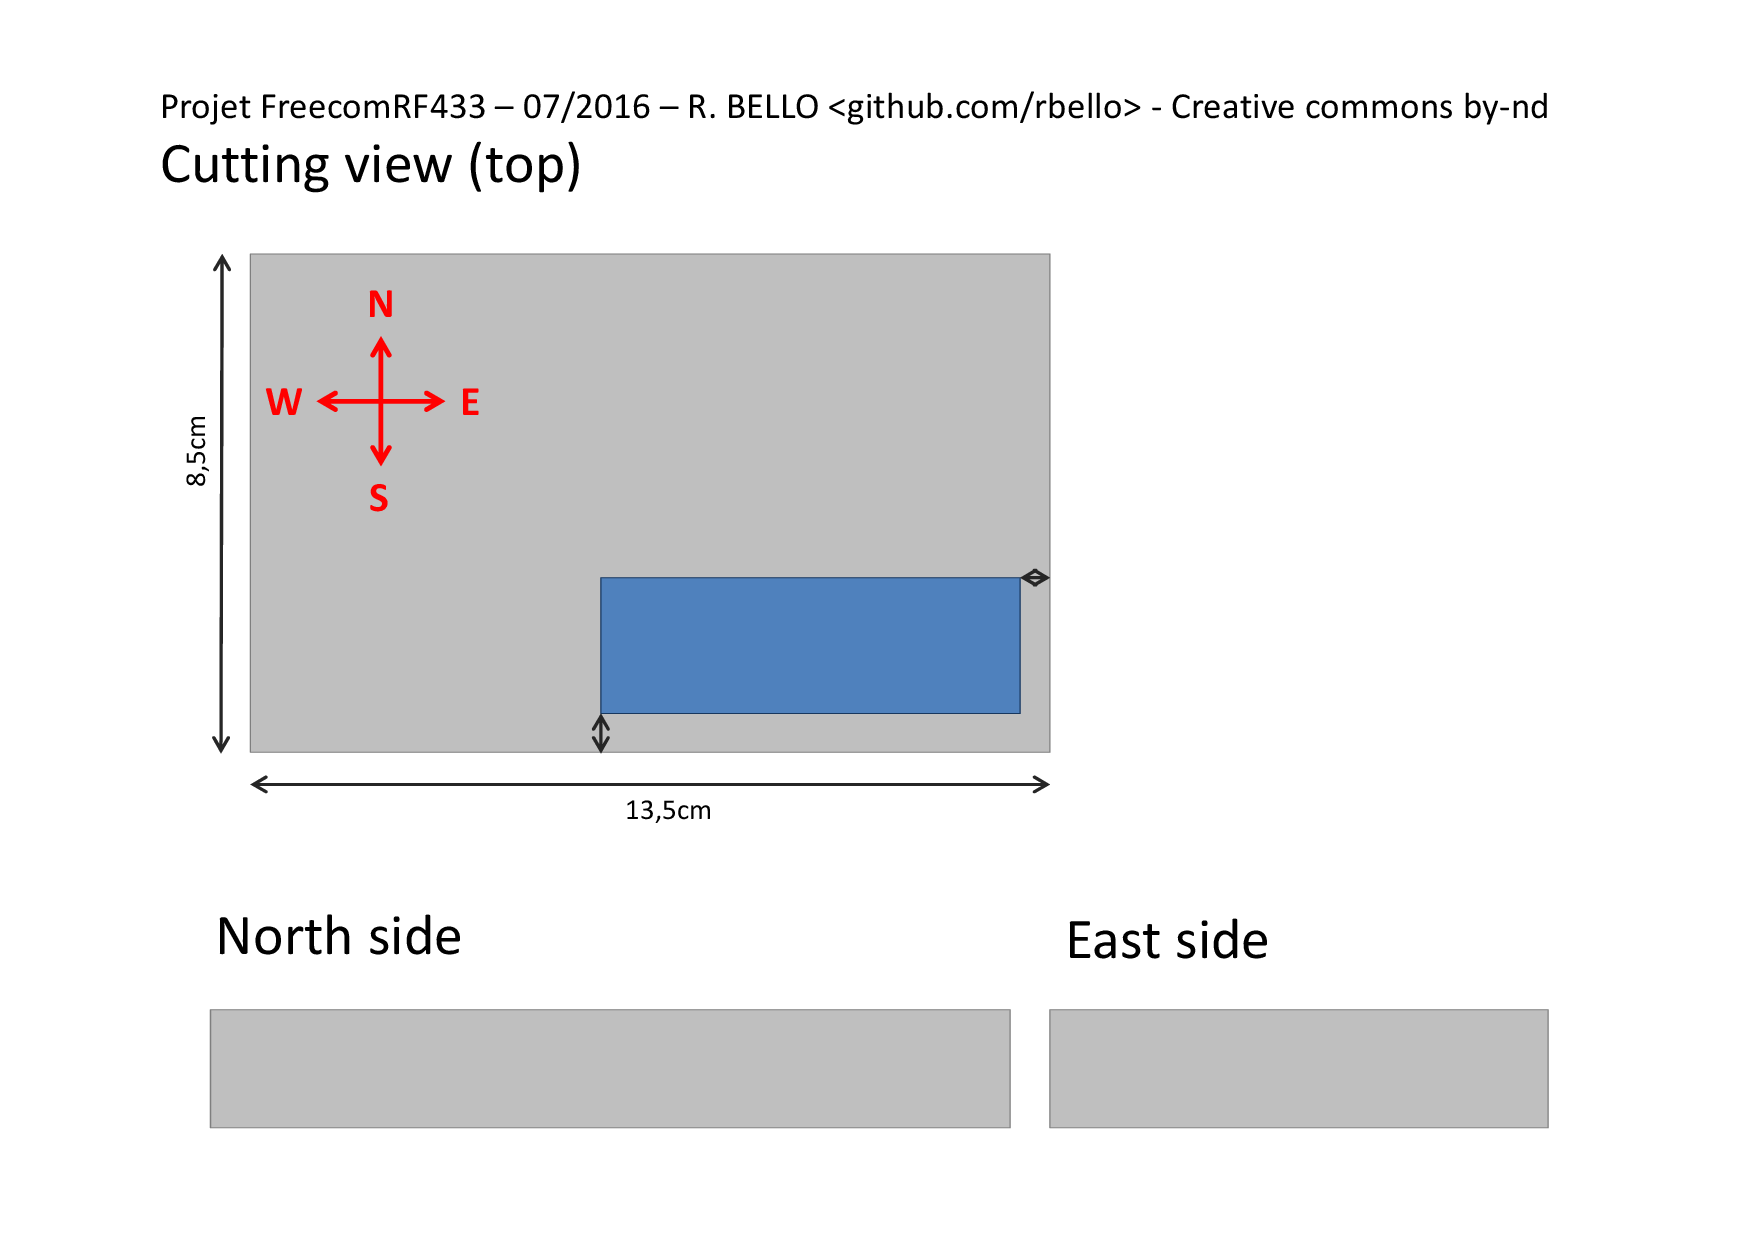 Projet FreecomRF433 – 07/2016 – R. BELLO <github.com/rbello> - Creative commons by-nd
Cutting view (top)
N
W
E
S
8,5cm
13,5cm
North side
East side